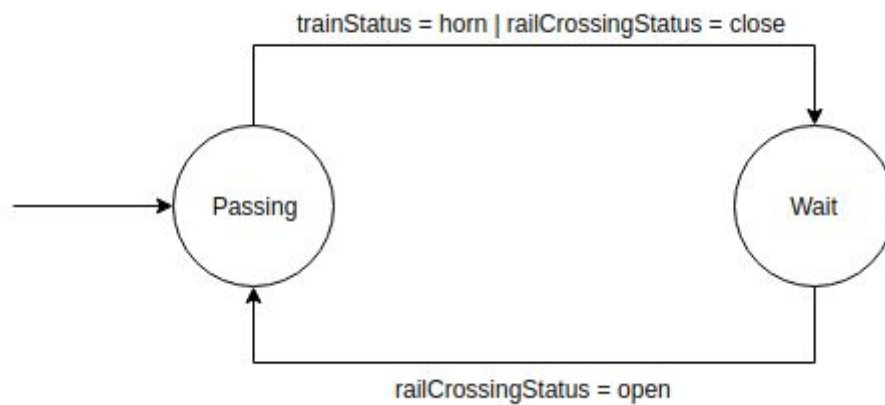 trainStatus = horn | railCrossingStatus = close
Passing
Wait
railCrossingStatus = open